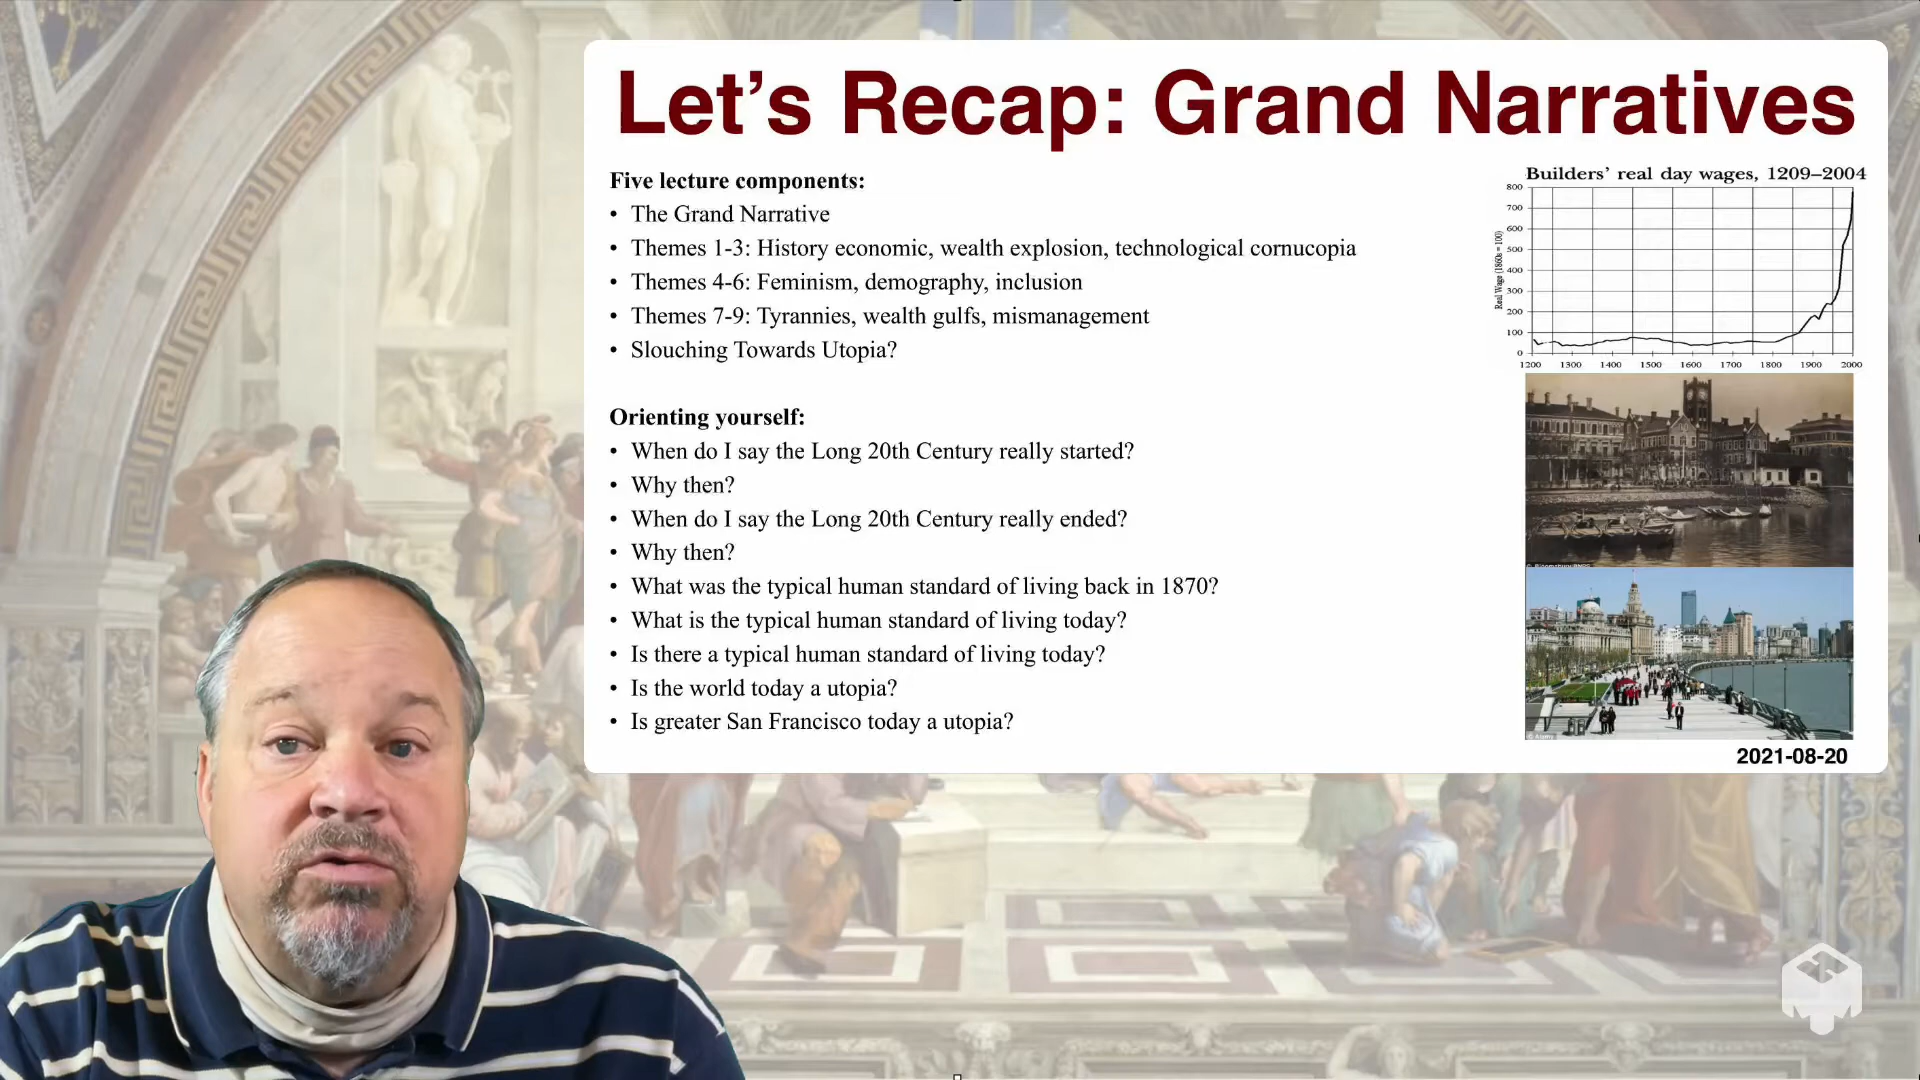 Let’s Recap: Grand Narratives
Five lecture components:
• The Grand Narrative
• Themes 1-3: History economic, wealth explosion, technological cornucopia
• Themes 4-6: Feminism, demography, inclusion
• Themes 7-9: Tyrannies, wealth gulfs, mismanagement
• Slouching Towards Utopia?
Orienting yourself:
• When do I say the Long 20th Century really started?
• Why then?
• When do I say the Long 20th Century really ended?
• Why then?
• What was the typical human standard of living back in 1870?
• What is the typical human standard of living today?
• Is there a typical human standard of living today?
• Is the world today a utopia?
• Is greater San Francisco today a utopia?
Builders’ real day wages, 1209–2004
Real Wage (1860s = 100)
800
700
600
500
400
300
200
100
0
1200 1300 1400 1500 1600 1700 1800 1900 2000
© Alamy
2021-08-20